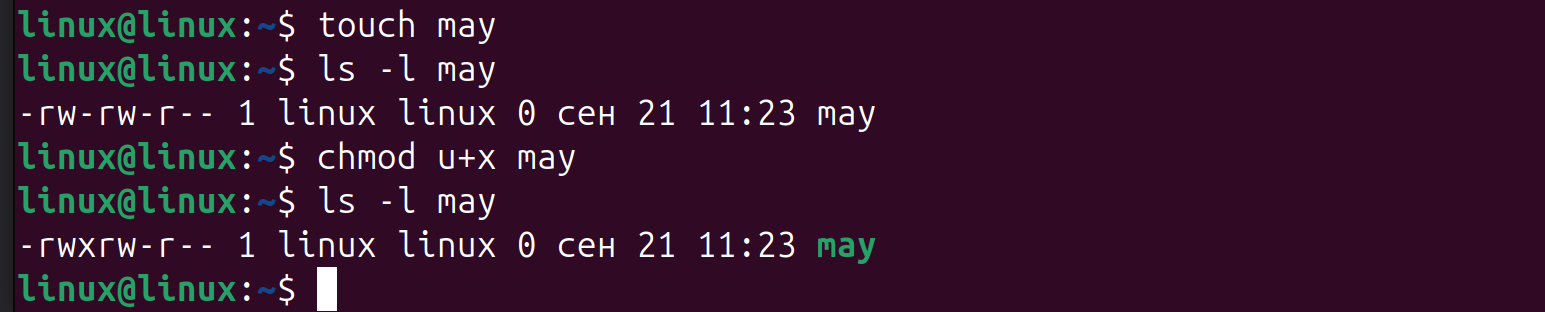 linux@linux:~$ touch may
linux@linux:~$ ls -l may
-rw-rw-r-- 1 linux linux 0 сен 21 11:23 may
linux@linux:~$ chmod u+x may
linux@linux:~$ ls -l may
-rwxrw-r-- 1 linux linux 0 сен 21 11:23 may
linux@linux:~$